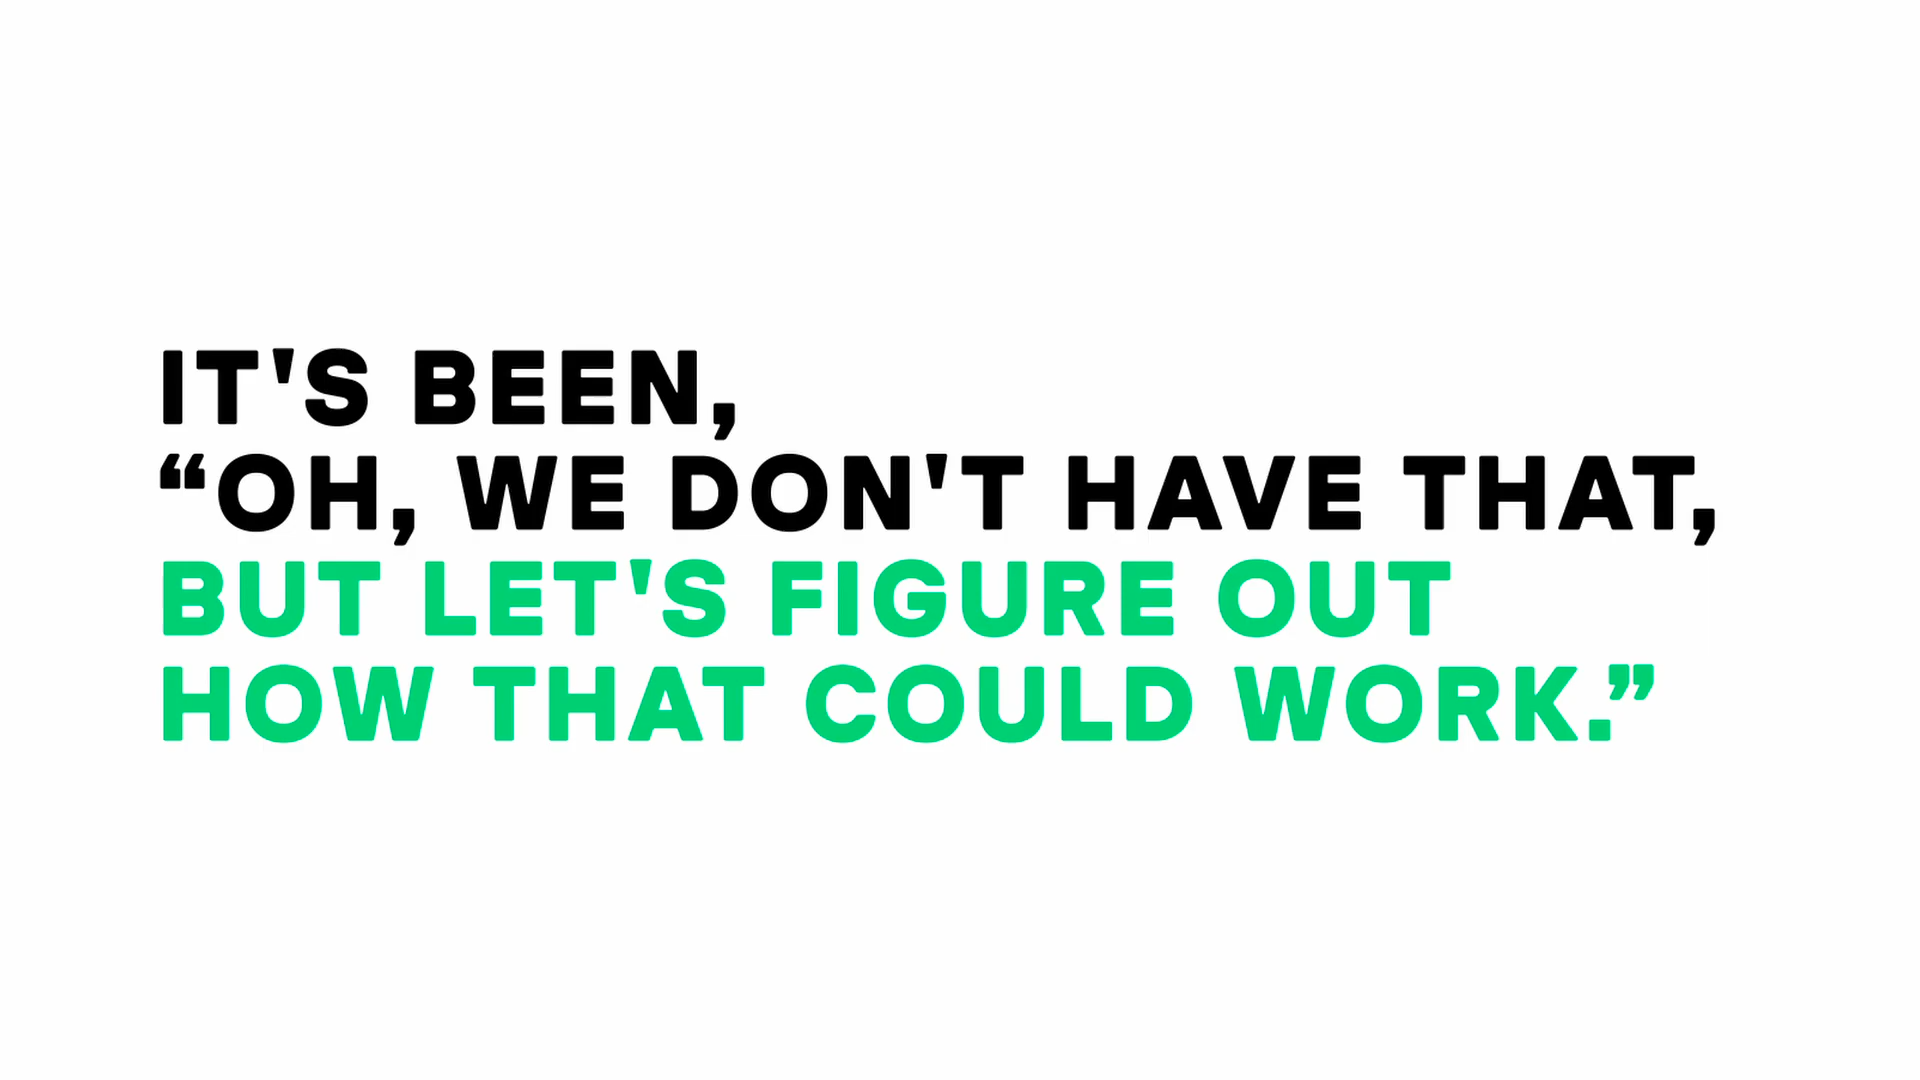 IT'S BEEN,
“OH, WE DON'T HAVE THAT,
BUT LET'S FIGURE OUT
HOW THAT COULD WORK.”